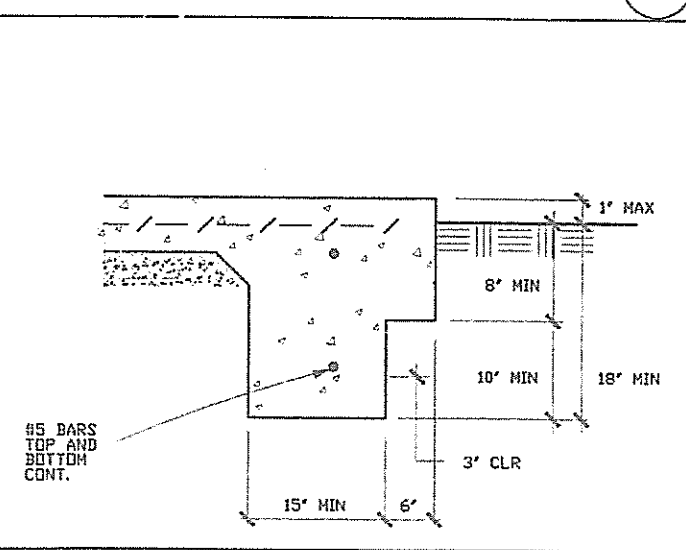 1" MAX
8" MIN
10" MIN
18" MIN
#5 BARS
TOP AND
BOTTOM
CONT.
3" CLR
15" MIN
6"